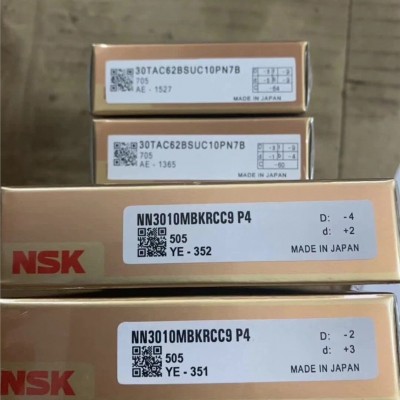 30TAC62BSUC10PN7B
705
AE - 1527
-64
MADE IN JAPAN
30TAC62BSUC10PN7B
705
AE - 1365
MADE IN JAPAN
NSK
NN3010MBKRCC9 P4
505
YE - 352
D: -4
d: +2
MADE IN JAPAN
NSK
NN3010MBKRCC9 P4
505
YE - 351
D: -2
d: +3
MADE IN JAPAN